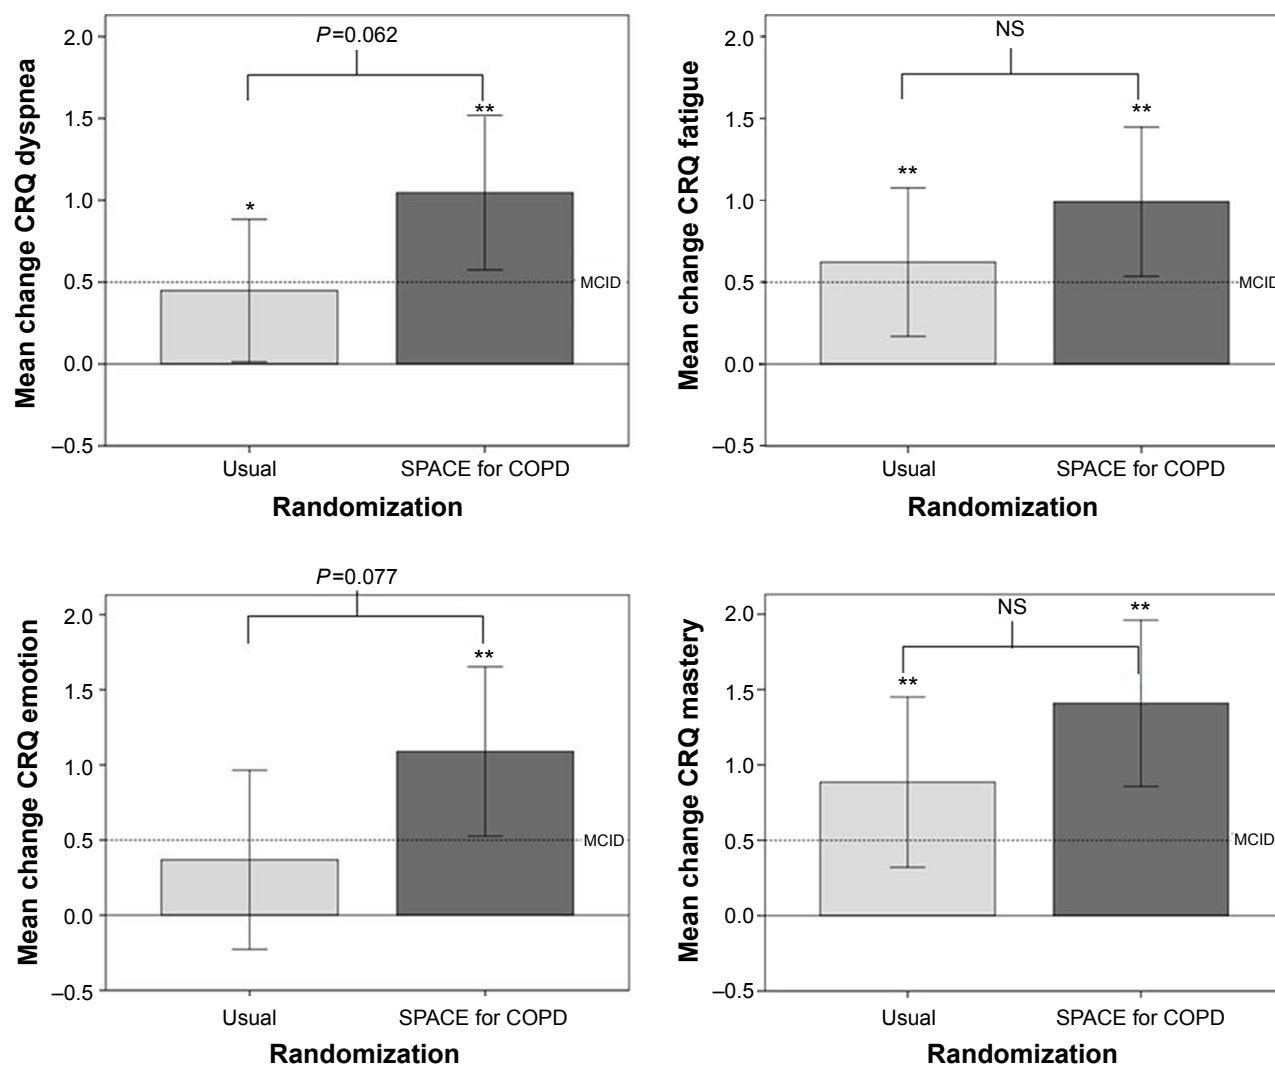 P=0.062
2.0
1.5
1.0
0.5
0.0
–0.5
Mean change CRQ dyspnea
*
**
MCID
Usual
SPACE for COPD
Randomization
NS
2.0
1.5
1.0
0.5
0.0
–0.5
Mean change CRQ fatigue
**
**
MCID
Usual
SPACE for COPD
Randomization
P=0.077
2.0
1.5
1.0
0.5
0.0
–0.5
Mean change CRQ emotion
**
MCID
Usual
SPACE for COPD
Randomization
NS
2.0
1.5
1.0
0.5
0.0
–0.5
Mean change CRQ mastery
**
**
MCID
Usual
SPACE for COPD
Randomization